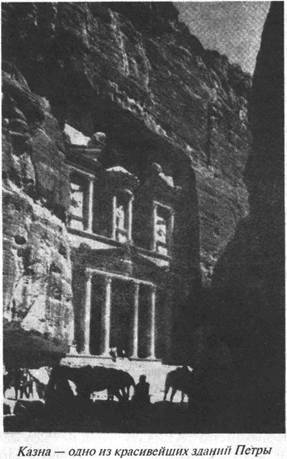 Казна — одно из красивейших зданий Петры